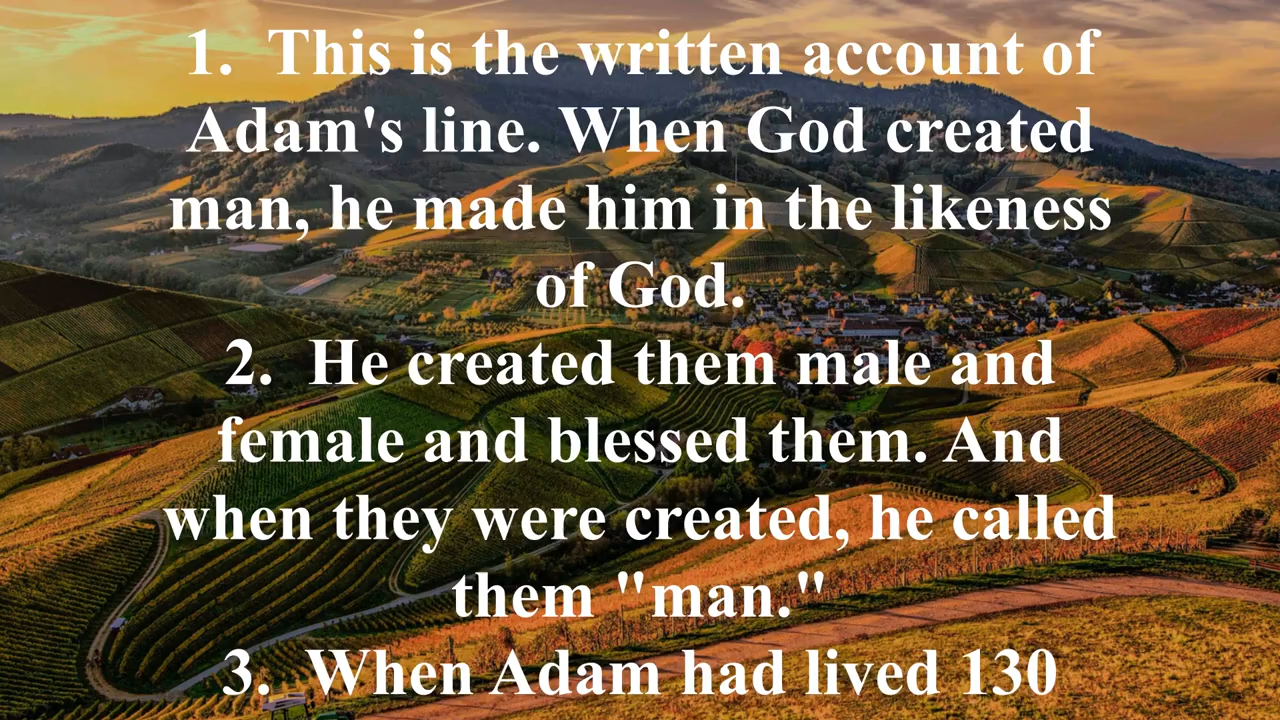 1.  This is the written account of
Adam's line. When God created
man, he made him in the likeness
of God.
2.  He created them male and
female and blessed them. And
when they were created, he called
them "man."
3.  When Adam had lived 130